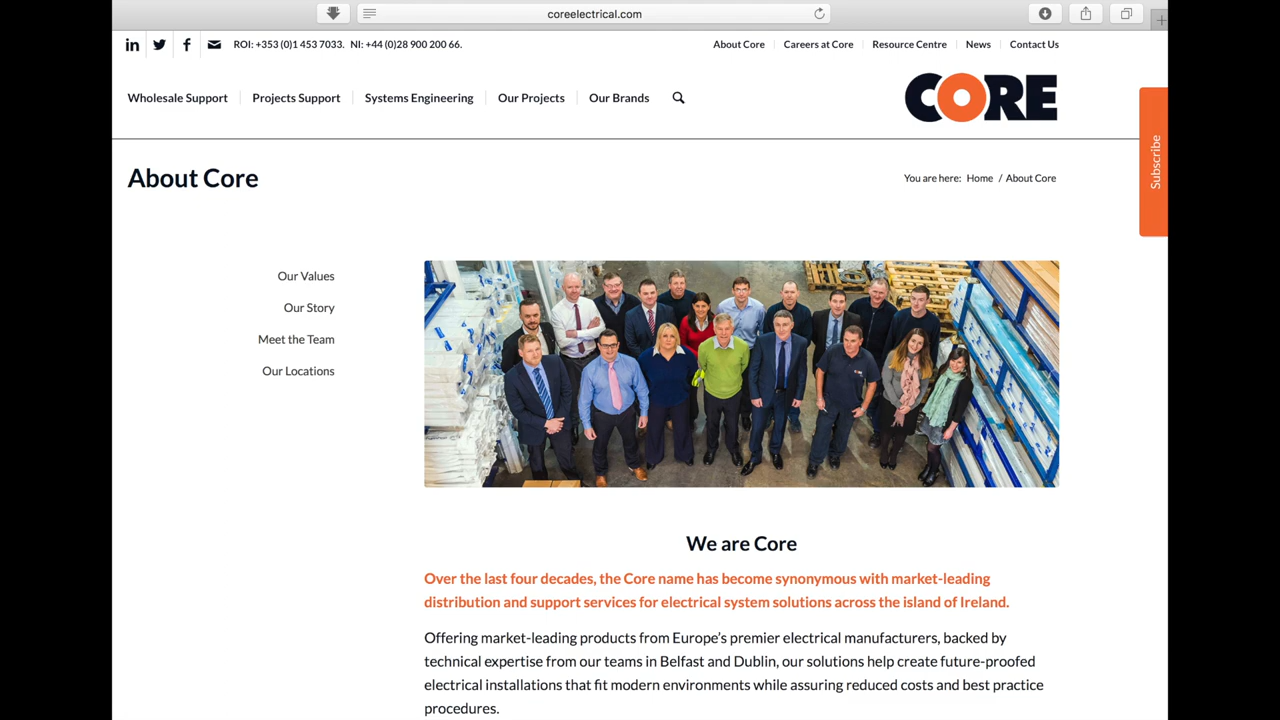 coreelectrical.com
ROI: +353 (0)1 453 7033. NI: +44 (0)28 900 200 66.
About Core
Careers at Core
Resource Centre
News
Contact Us
Wholesale Support
Projects Support
Systems Engineering
Our Projects
Our Brands
CORE
Subscribe
About Core
You are here: Home / About Core
Our Values
Our Story
Meet the Team
Our Locations
We are Core
Over the last four decades, the Core name has become synonymous with market-leading
distribution and support services for electrical system solutions across the island of Ireland.
Offering market-leading products from Europe’s premier electrical manufacturers, backed by
technical expertise from our teams in Belfast and Dublin, our solutions help create future-proofed
electrical installations that fit modern environments while assuring reduced costs and best practice
procedures.